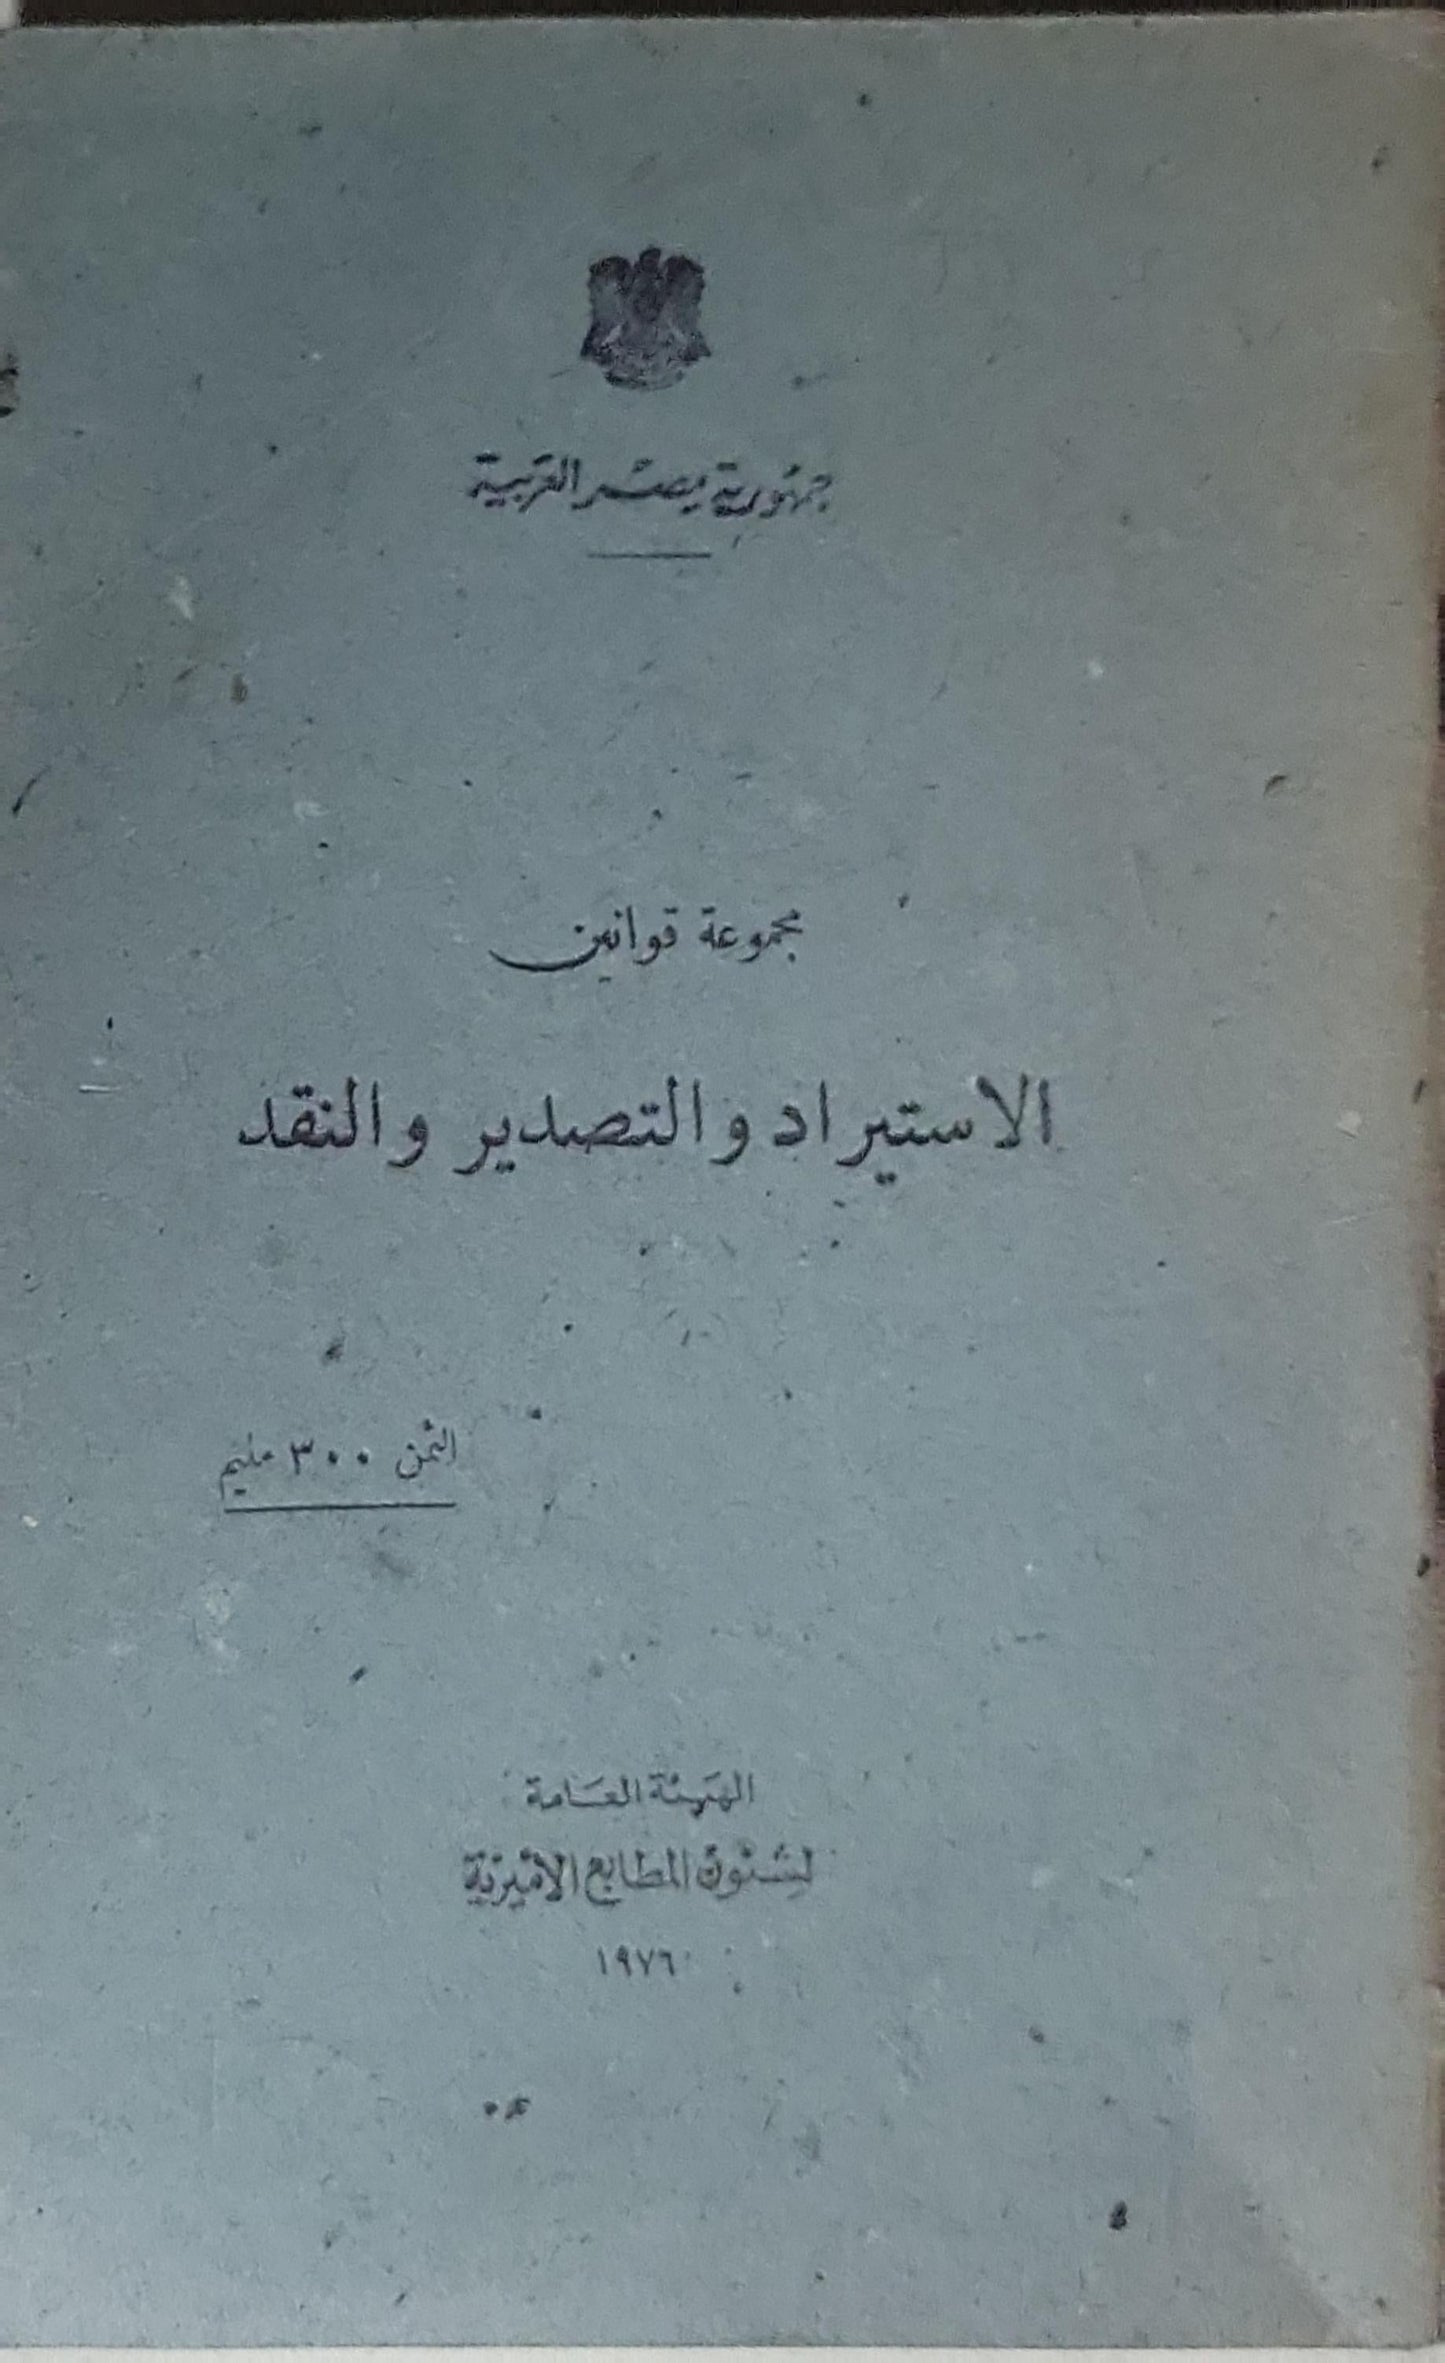 جمهورية مصر العربية
مجموعة قوانين
الاستيراد والتصدير والنقد
الثمن ٣٠٠ مليم
الهيئة العامة
لشئون المطابع الأميرية
١٩٧٦